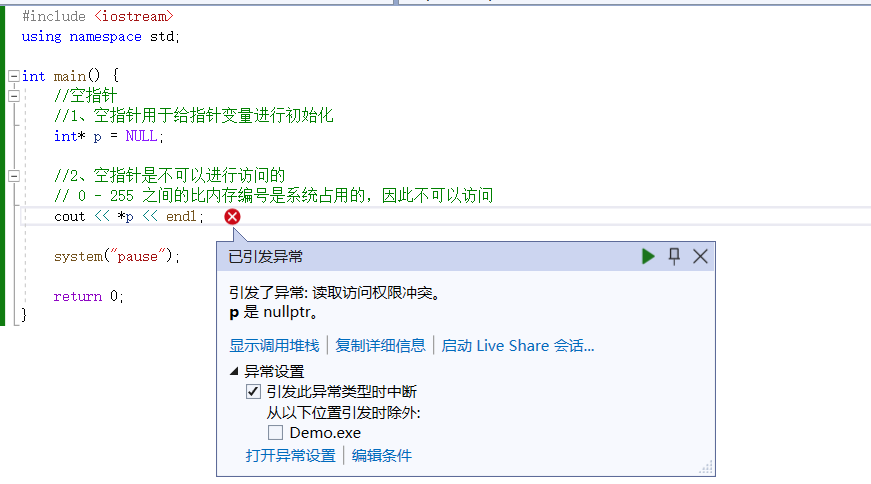 #include <iostream>
using namespace std;
int main() {
//空指针
//1、空指针用于给指针变量进行初始化
int* p = NULL;
//2、空指针是不可以进行访问的
// 0 - 255 之间的比内存编号是系统占用的，因此不可以访问
cout << *p << endl;
system("pause");
return 0;
}
已引发异常
引发了异常: 读取访问权限冲突。
p 是 nullptr。
显示调用堆栈 | 复制详细信息 | 启动 Live Share 会话...
异常设置
引发此异常类型时中断
从以下位置引发时除外:
Demo.exe
打开异常设置 | 编辑条件